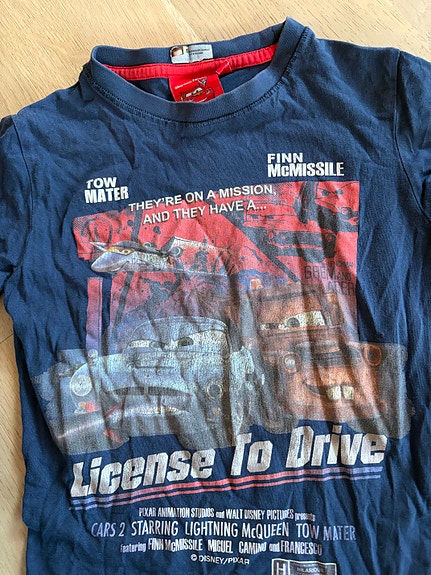 TOW
MATER
FINN
McMISSILE
THEY'RE ON A MISSION,
AND THEY HAVE A...
License To Drive
PIXAR ANIMATION STUDIOS and WALT DISNEY PICTURES presents
CARS 2 STARRING LIGHTNING McQUEEN TOW MATER
featuring FINN McMISSILE MIGUEL CAMINO and FRANCESCO
© DISNEY/PIXAR
H HILARIOUS